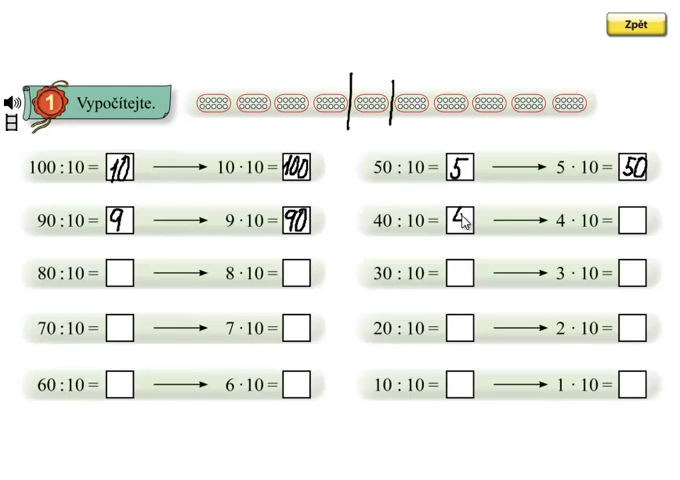 Zpět
1 Vypočítejte.
100 : 10 = 10 → 10 · 10 = 100
50 : 10 = 5 → 5 · 10 = 50
90 : 10 = 9 → 9 · 10 = 90
40 : 10 = 4 → 4 · 10 =
80 : 10 = → 8 · 10 =
30 : 10 = → 3 · 10 =
70 : 10 = → 7 · 10 =
20 : 10 = → 2 · 10 =
60 : 10 = → 6 · 10 =
10 : 10 = → 1 · 10 =